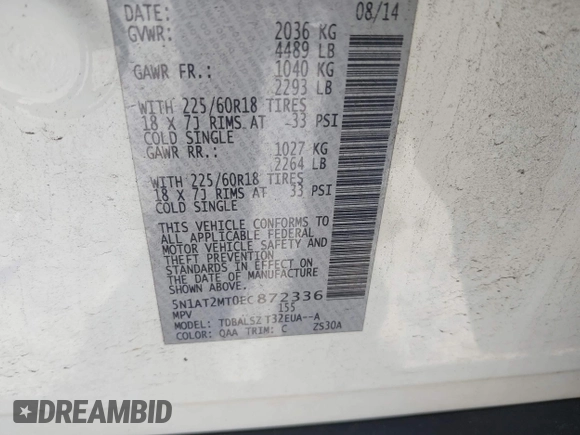 DATE: 08/14
GVWR: 2036 KG
4489 LB
GAWR FR.: 1040 KG
2293 LB
WITH 225/60R18 TIRES
18 X 7J RIMS AT 33 PSI
COLD SINGLE
GAWR RR.: 1027 KG
2264 LB
WITH 225/60R18 TIRES
18 X 7J RIMS AT 33 PSI
COLD SINGLE
THIS VEHICLE CONFORMS TO
ALL APPLICABLE FEDERAL
MOTOR VEHICLE SAFETY AND
THEFT PREVENTION
STANDARDS IN EFFECT ON
THE DATE OF MANUFACTURE
SHOWN ABOVE.
5N1AT2MT0EC872336
MPV 155
MODEL: TDBALSZ T32EUA--A
COLOR: QAA TRIM: C ZS30A
DREAMBID